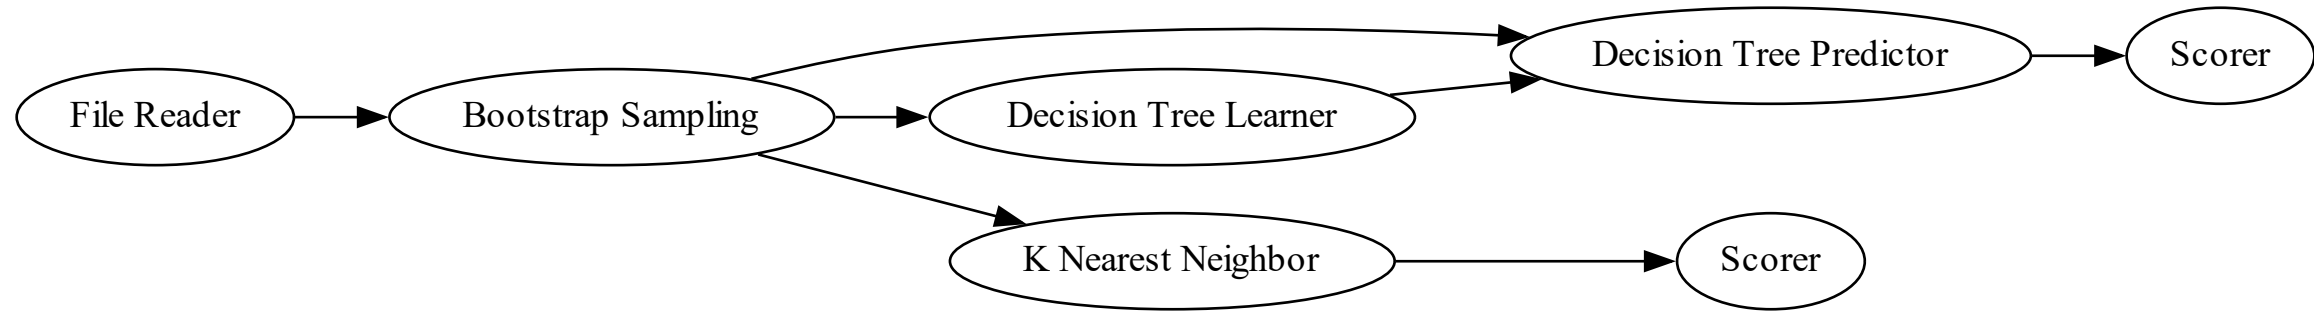 File Reader
Bootstrap Sampling
Decision Tree Learner
Decision Tree Predictor
Scorer
K Nearest Neighbor
Scorer